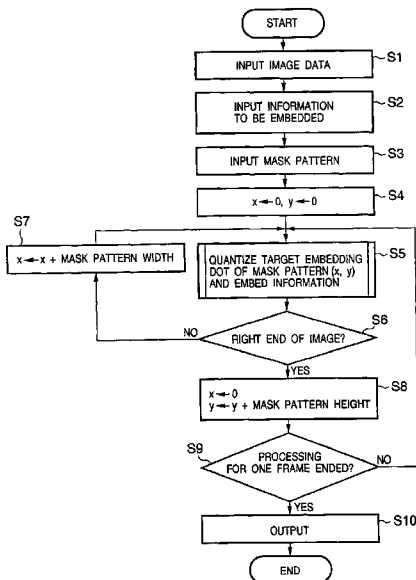 START
INPUT IMAGE DATA
S1
INPUT INFORMATION
TO BE EMBEDDED
S2
INPUT MASK PATTERN
S3
x←0, y←0
S4
S7
x←x + MASK PATTERN WIDTH
QUANTIZE TARGET EMBEDDING
DOT OF MASK PATTERN (x, y)
AND EMBED INFORMATION
S5
S6
RIGHT END OF IMAGE?
NO
YES
x←0
y←y + MASK PATTERN HEIGHT
S8
S9
PROCESSING
FOR ONE FRAME ENDED?
NO
YES
OUTPUT
S10
END